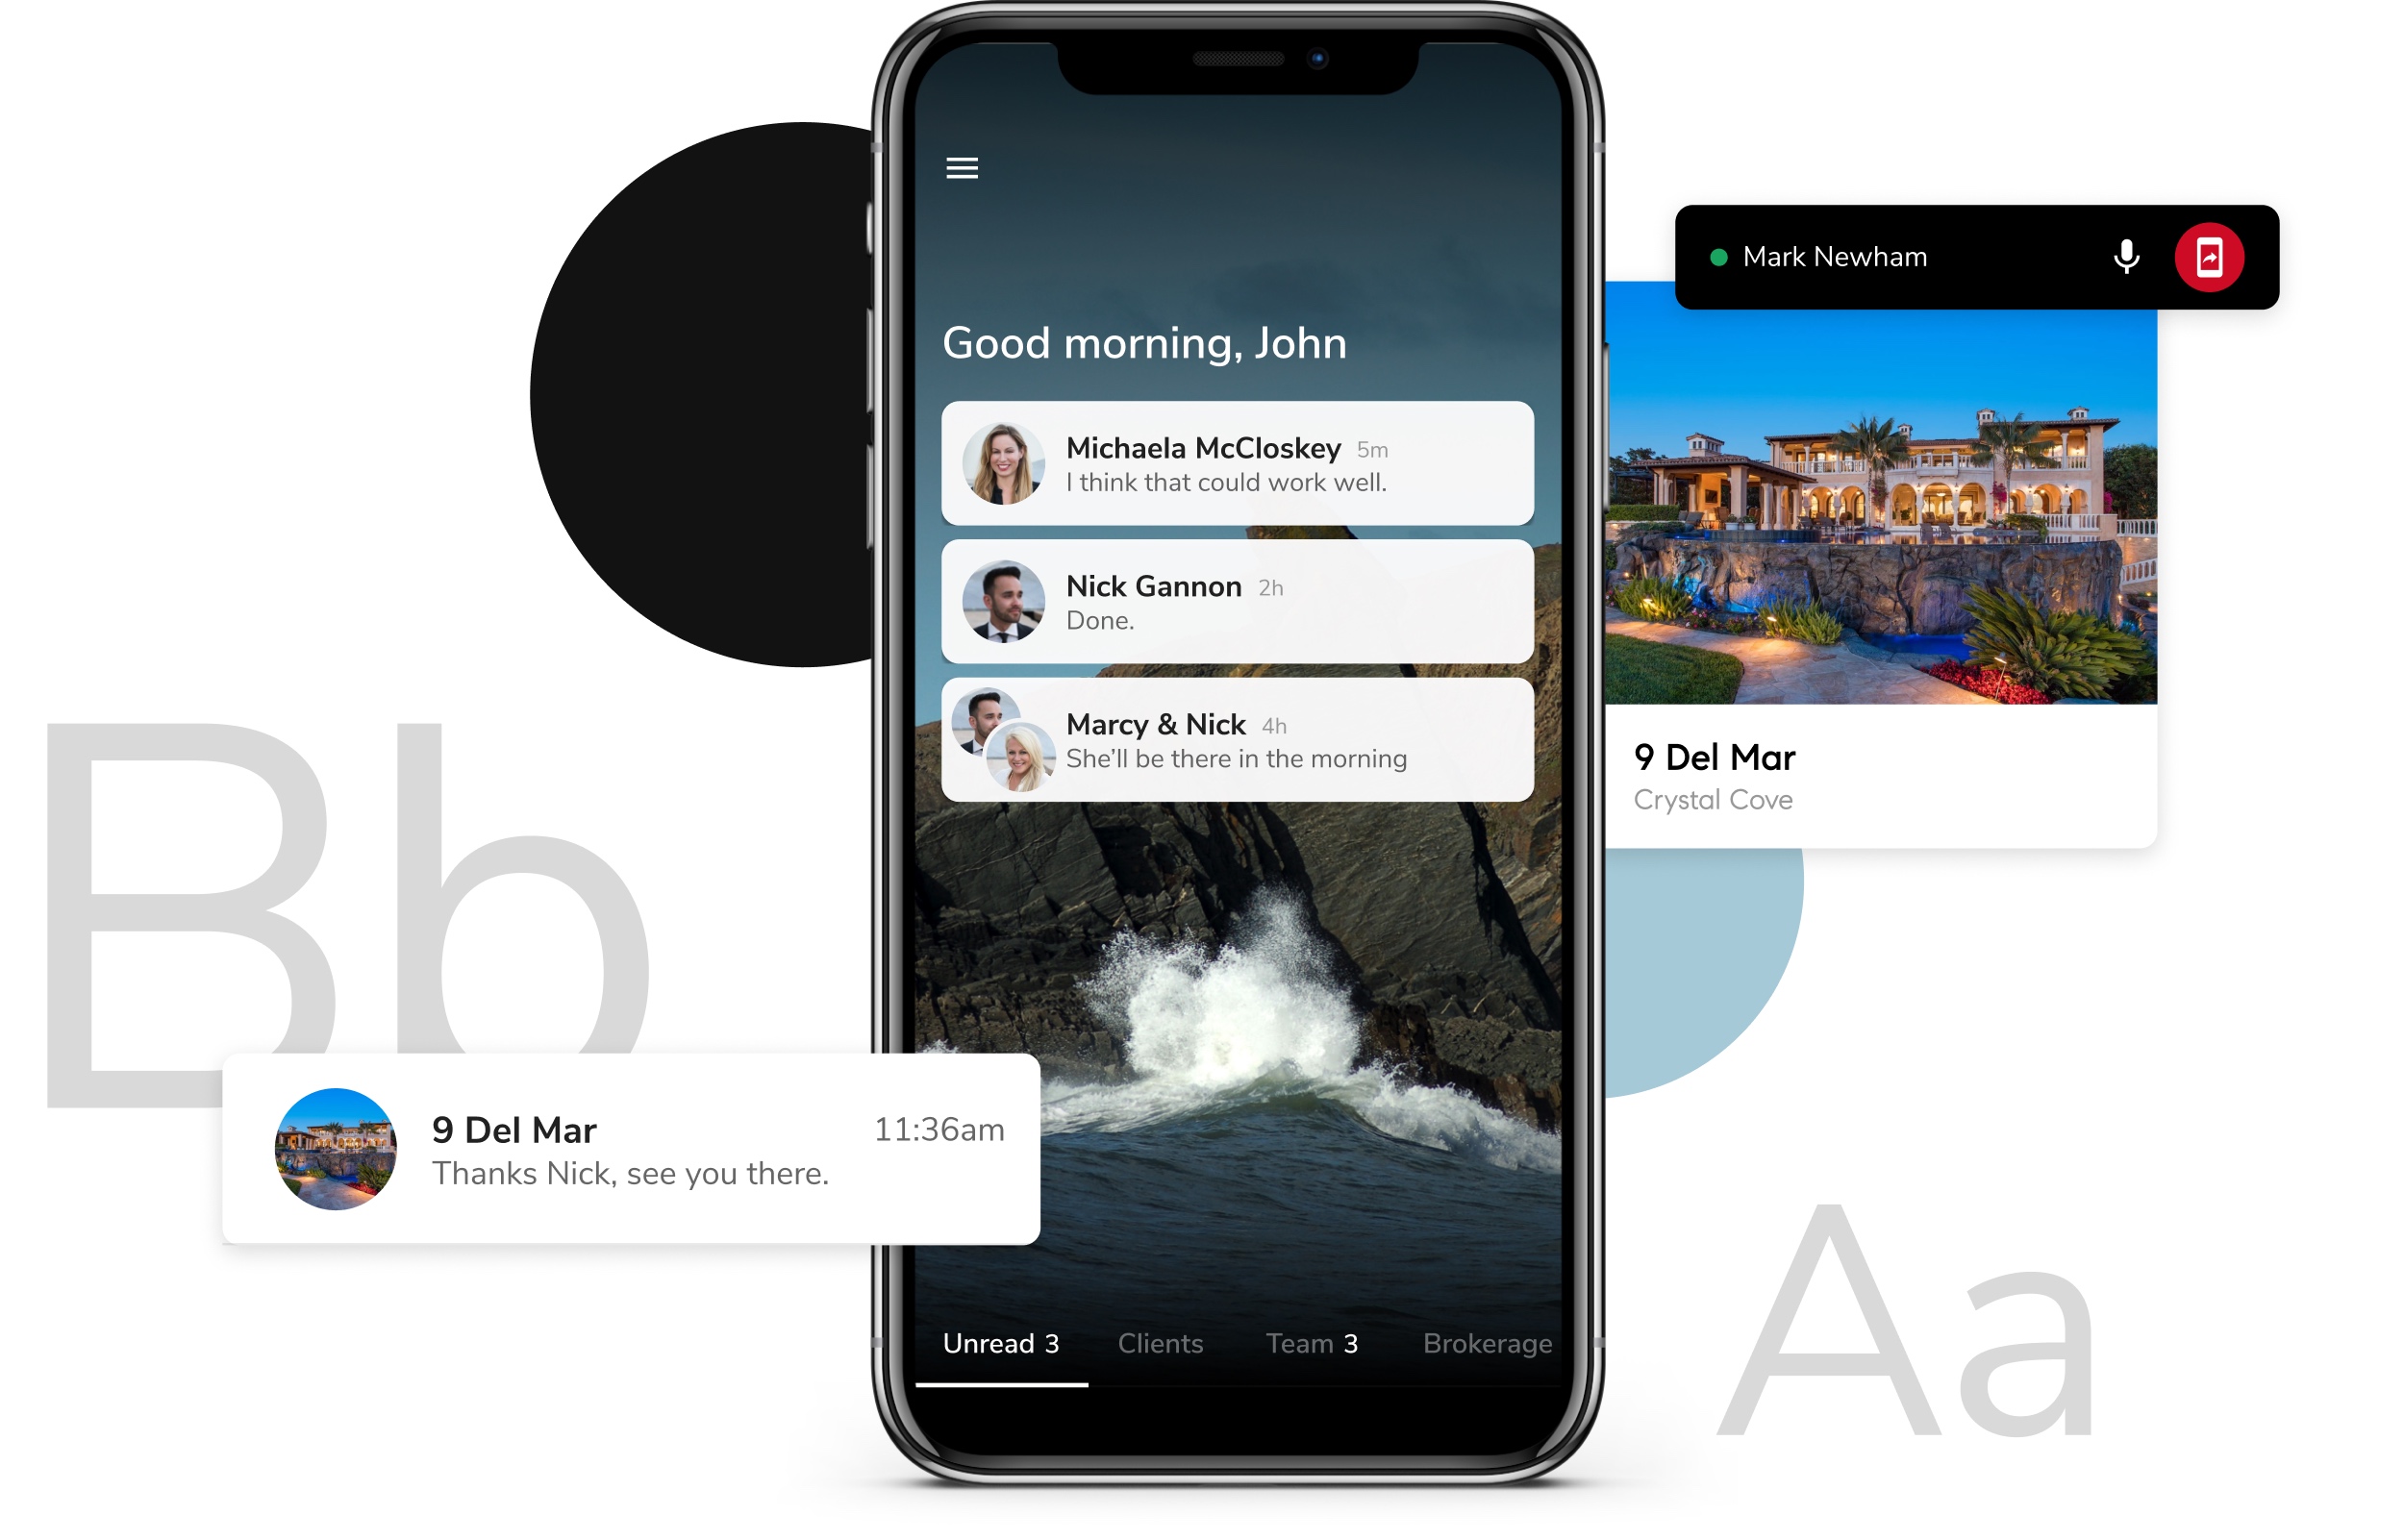 Mark Newham
Good morning, John
Michaela McCloskey 5m
I think that could work well.
Nick Gannon 2h
Done.
Marcy & Nick 4h
She’ll be there in the morning
9 Del Mar
Crystal Cove
Bb
9 Del Mar 11:36am
Thanks Nick, see you there.
Aa
Unread 3 Clients Team 3 Brokerage